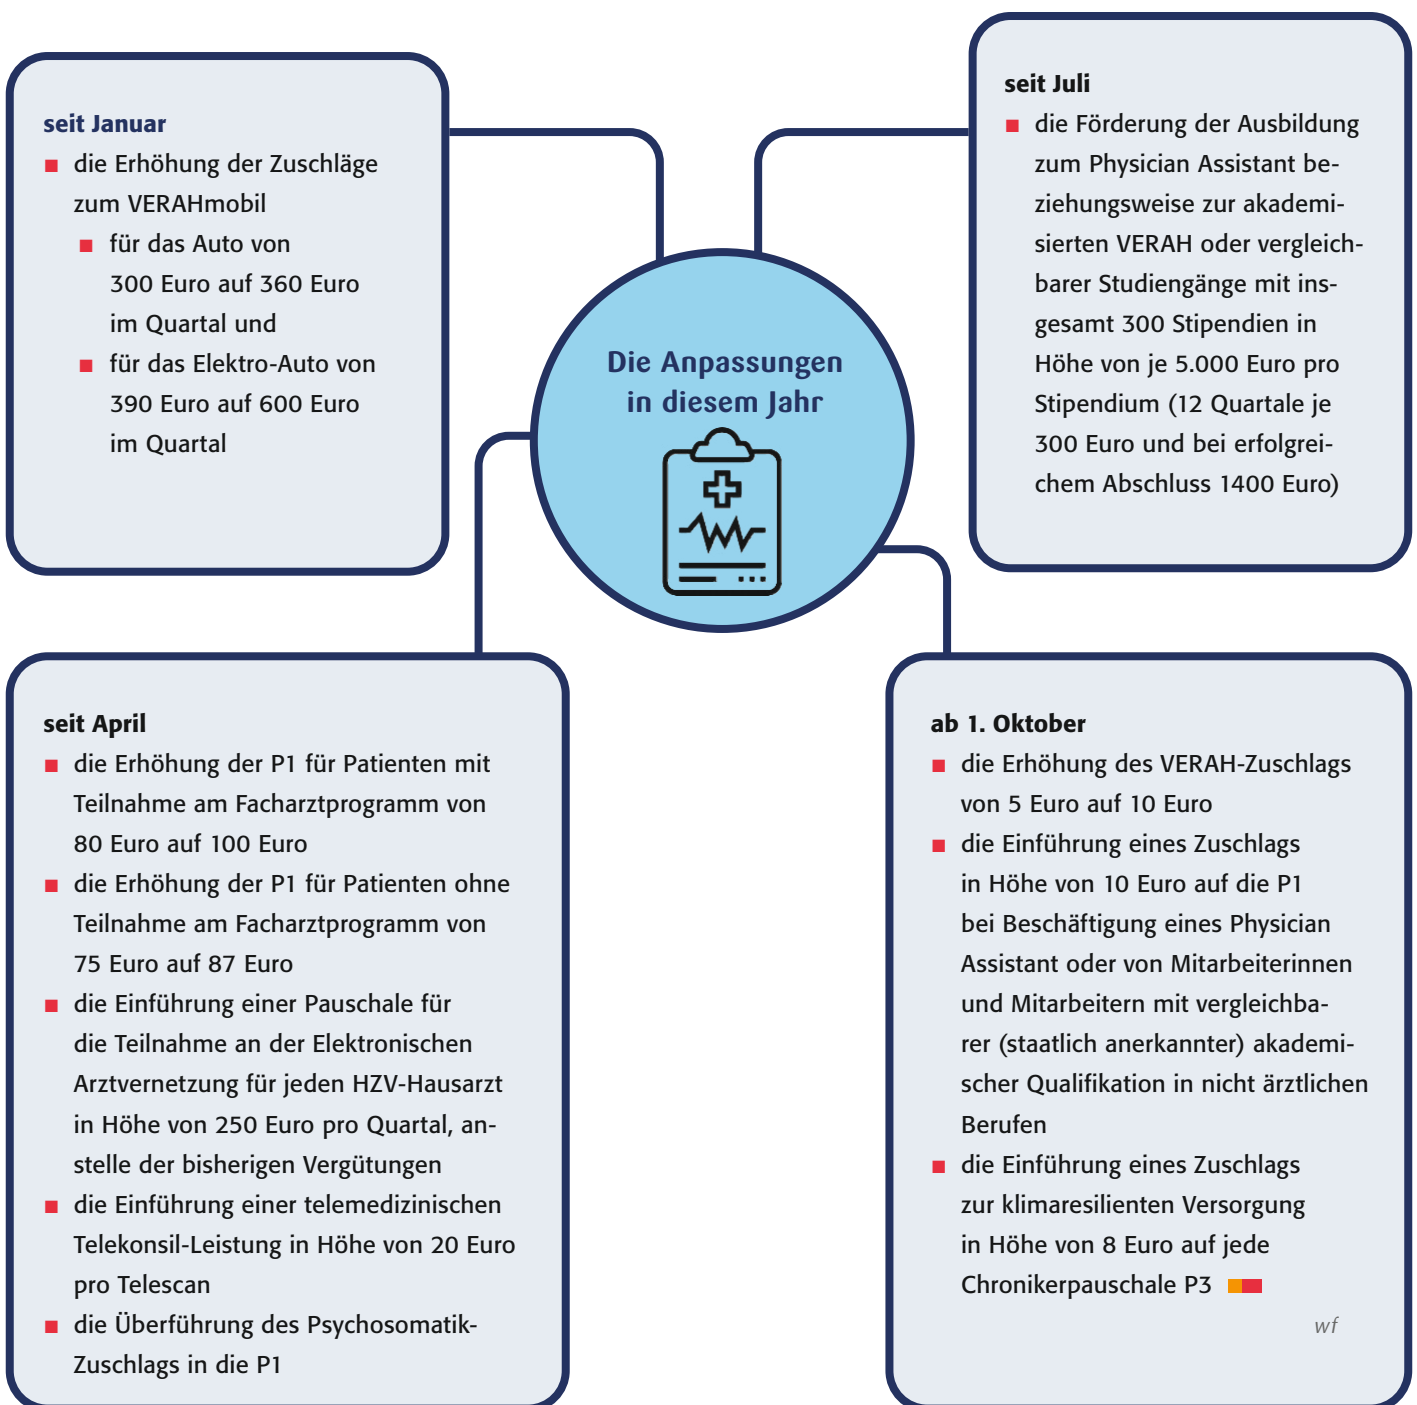 Die Anpassungen
in diesem Jahr
seit Januar
die Erhöhung der Zuschläge
zum VERAHmobil
für das Auto von
300 Euro auf 360 Euro
im Quartal und
für das Elektro-Auto von
390 Euro auf 600 Euro
im Quartal
seit April
die Erhöhung der P1 für Patienten mit
Teilnahme am Facharztprogramm von
80 Euro auf 100 Euro
die Erhöhung der P1 für Patienten ohne
Teilnahme am Facharztprogramm von
75 Euro auf 87 Euro
die Einführung einer Pauschale für
die Teilnahme an der Elektronischen
Arztvernetzung für jeden HZV-Hausarzt
in Höhe von 250 Euro pro Quartal, an-
stelle der bisherigen Vergütungen
die Einführung einer telemedizinischen
Telekonsil-Leistung in Höhe von 20 Euro
pro Telescan
die Überführung des Psychosomatik-
Zuschlags in die P1
seit Juli
die Förderung der Ausbildung
zum Physician Assistant be-
ziehungsweise zur akademi-
sierten VERAH oder vergleich-
barer Studiengänge mit ins-
gesamt 300 Stipendien in
Höhe von je 5.000 Euro pro
Stipendium (12 Quartale je
300 Euro und bei erfolgrei-
chem Abschluss 1400 Euro)
ab 1. Oktober
die Erhöhung des VERAH-Zuschlags
von 5 Euro auf 10 Euro
die Einführung eines Zuschlags
in Höhe von 10 Euro auf die P1
bei Beschäftigung eines Physician
Assistant oder von Mitarbeiterinnen
und Mitarbeitern mit vergleichba-
rer (staatlich anerkannter) akademi-
scher Qualifikation in nicht ärztlichen
Berufen
die Einführung eines Zuschlags
zur klimaresilienten Versorgung
in Höhe von 8 Euro auf jede
Chronikerpauschale P3
wf